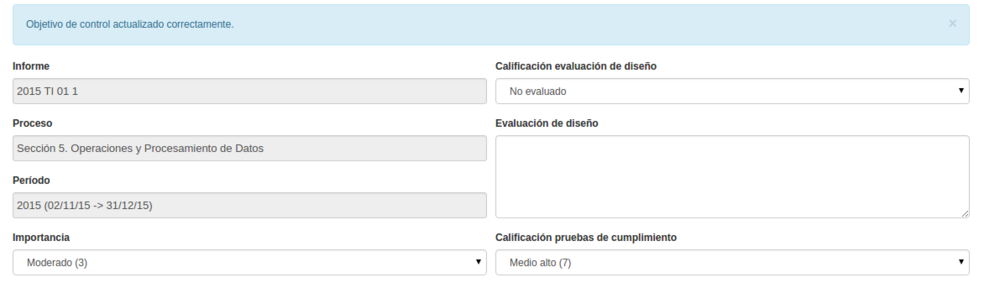 Objetivo de control actualizado correctamente. ×
Informe
2015 TI 01 1
Proceso
Sección 5. Operaciones y Procesamiento de Datos
Período
2015 (02/11/15 -> 31/12/15)
Importancia
Moderado (3)
Calificación evaluación de diseño
No evaluado
Evaluación de diseño
Calificación pruebas de cumplimiento
Medio alto (7)